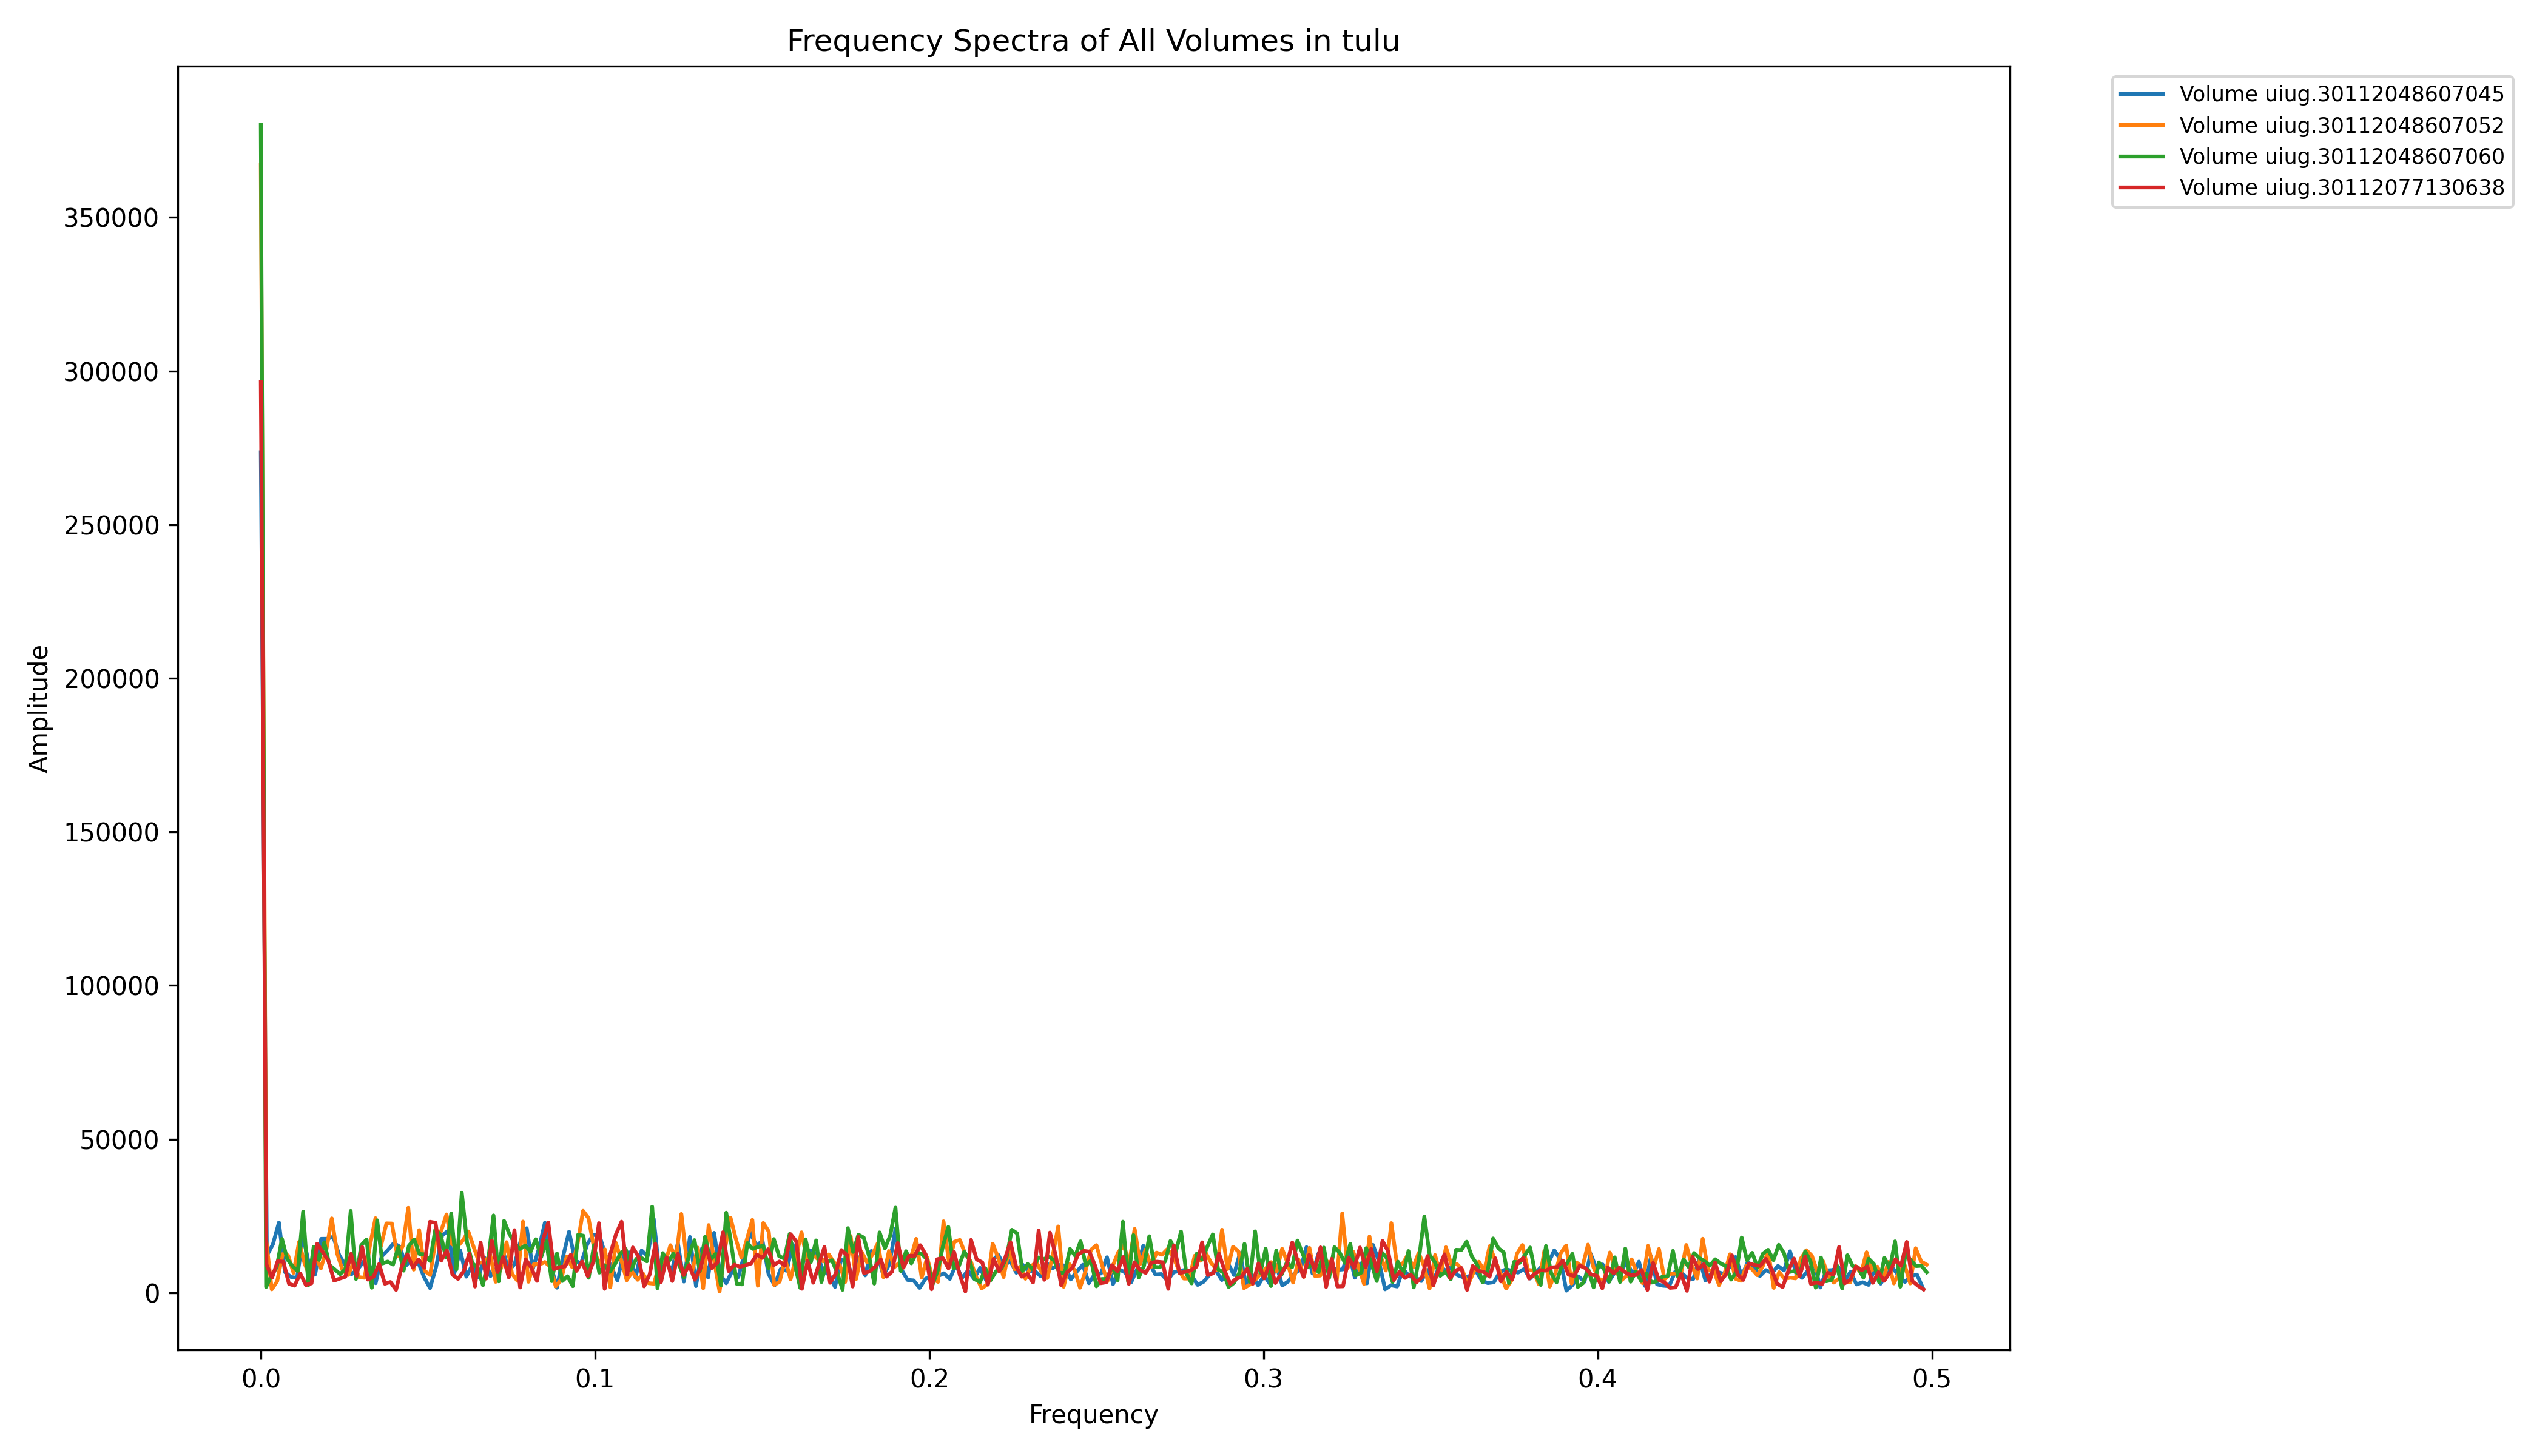 Frequency Spectra of All Volumes in tulu
Volume uiug.30112048607045
Volume uiug.30112048607052
Volume uiug.30112048607060
Volume uiug.30112077130638
350000
300000
250000
200000
150000
100000
50000
0
Amplitude
0.0 0.1 0.2 0.3 0.4 0.5
Frequency